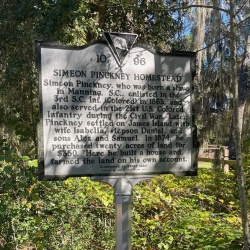 10 96
SIMEON PINCKNEY HOMESTEAD
Simeon Pinckney, who was born a slave
in Manning, S.C., enlisted in the
3rd S.C. Inf. (Colored) in 1863, and
also served in the 21st U.S. Colored
Infantry during the Civil War. Later
Pinckney settled on James Island with
wife Isabella, stepson Daniel, and
sons Alex and Samuel. In 1874, he
purchased twenty acres of land for
$350. Here he built a house and
farmed the land on his own account.